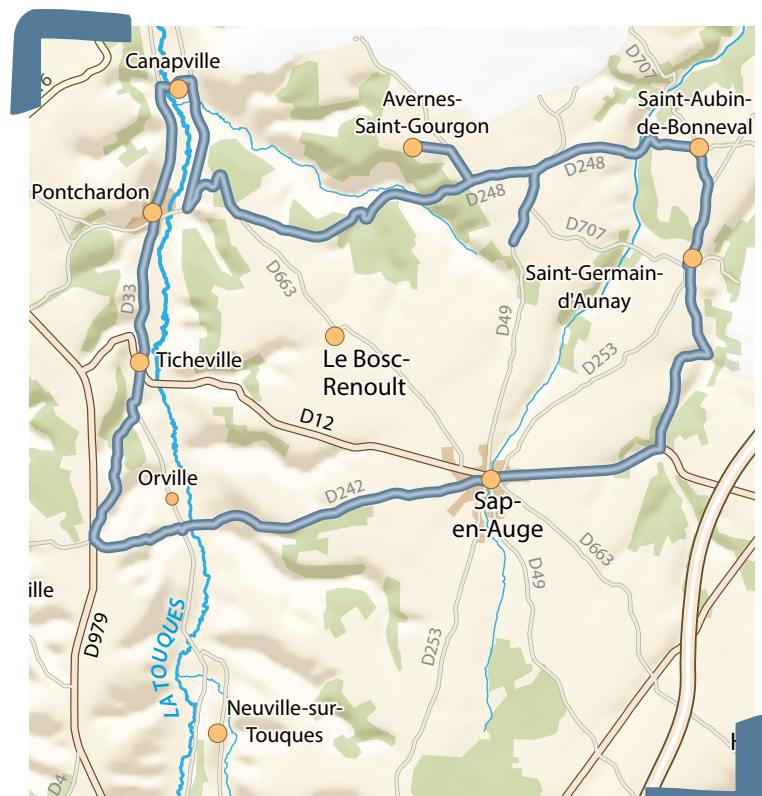 Canapville
D707
Avernes-
Saint-Gourgon
Saint-Aubin-
de-Bonneval
D248
D248
Pontchardon
D707
D663
Saint-Germain-
d'Aunay
D33
D49
Le Bosc-
Renoult
Ticheville
D253
D12
Orville
D242
Sap-
en-Auge
D663
D49
ille
D979
LA TOUQUES
D253
Neuville-sur-
Touques
D4